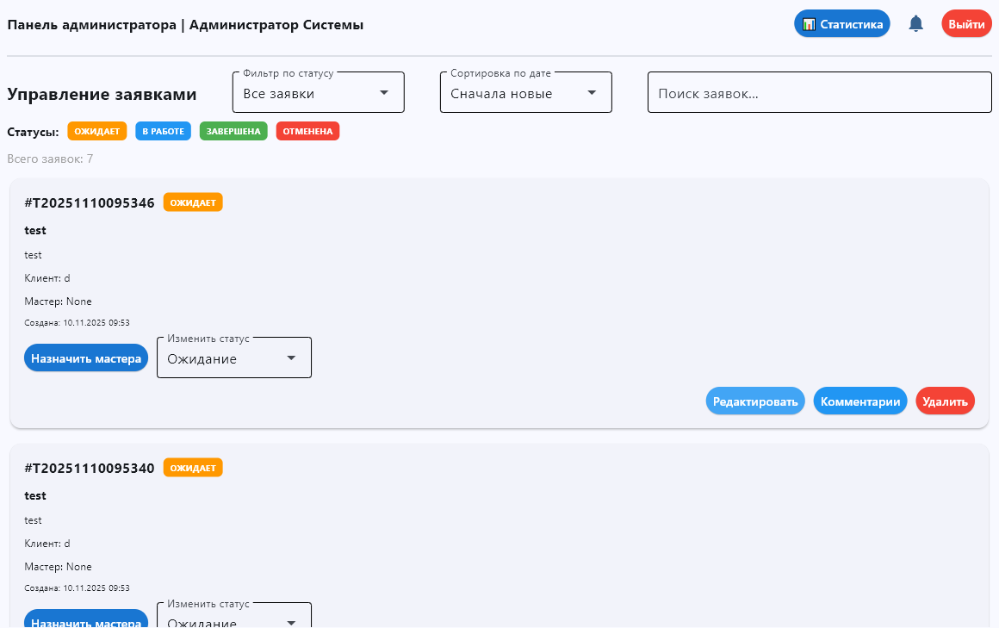 Панель администратора | Администратор Системы
Статистика
Выйти
Управление заявками
Фильтр по статусу
Все заявки
Сортировка по дате
Сначала новые
Поиск заявок...
Статусы: ОЖИДАЕТ В РАБОТЕ ЗАВЕРШЕНА ОТМЕНЕНА
Всего заявок: 7
#T20251110095346 ОЖИДАЕТ
test
test
Клиент: d
Мастер: None
Создана: 10.11.2025 09:53
Назначить мастера
Изменить статус
Ожидание
Редактировать Комментарии Удалить
#T20251110095340 ОЖИДАЕТ
test
test
Клиент: d
Мастер: None
Создана: 10.11.2025 09:53
Назначить мастера
Изменить статус
Ожидание